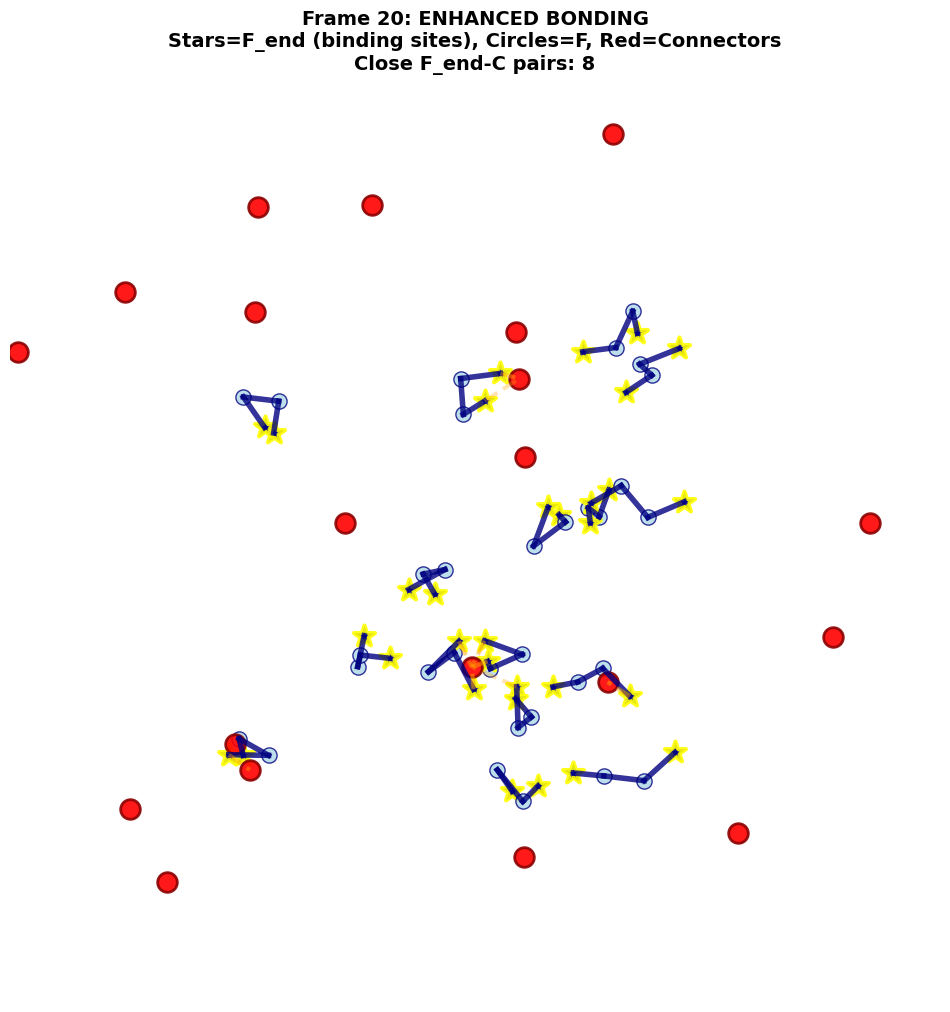 Frame 20: ENHANCED BONDING
Stars=F_end (binding sites), Circles=F, Red=Connectors
Close F_end-C pairs: 8